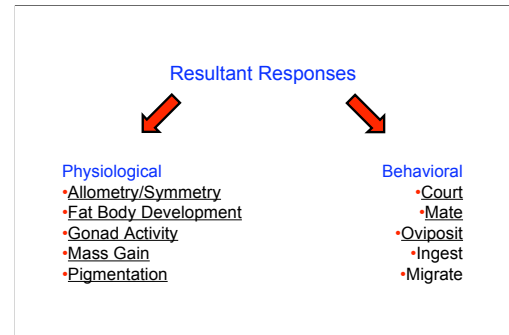 Resultant Responses
Physiological
•Allometry/Symmetry
•Fat Body Development
•Gonad Activity
•Mass Gain
•Pigmentation
Behavioral
•Court
•Mate
•Oviposit
•Ingest
•Migrate